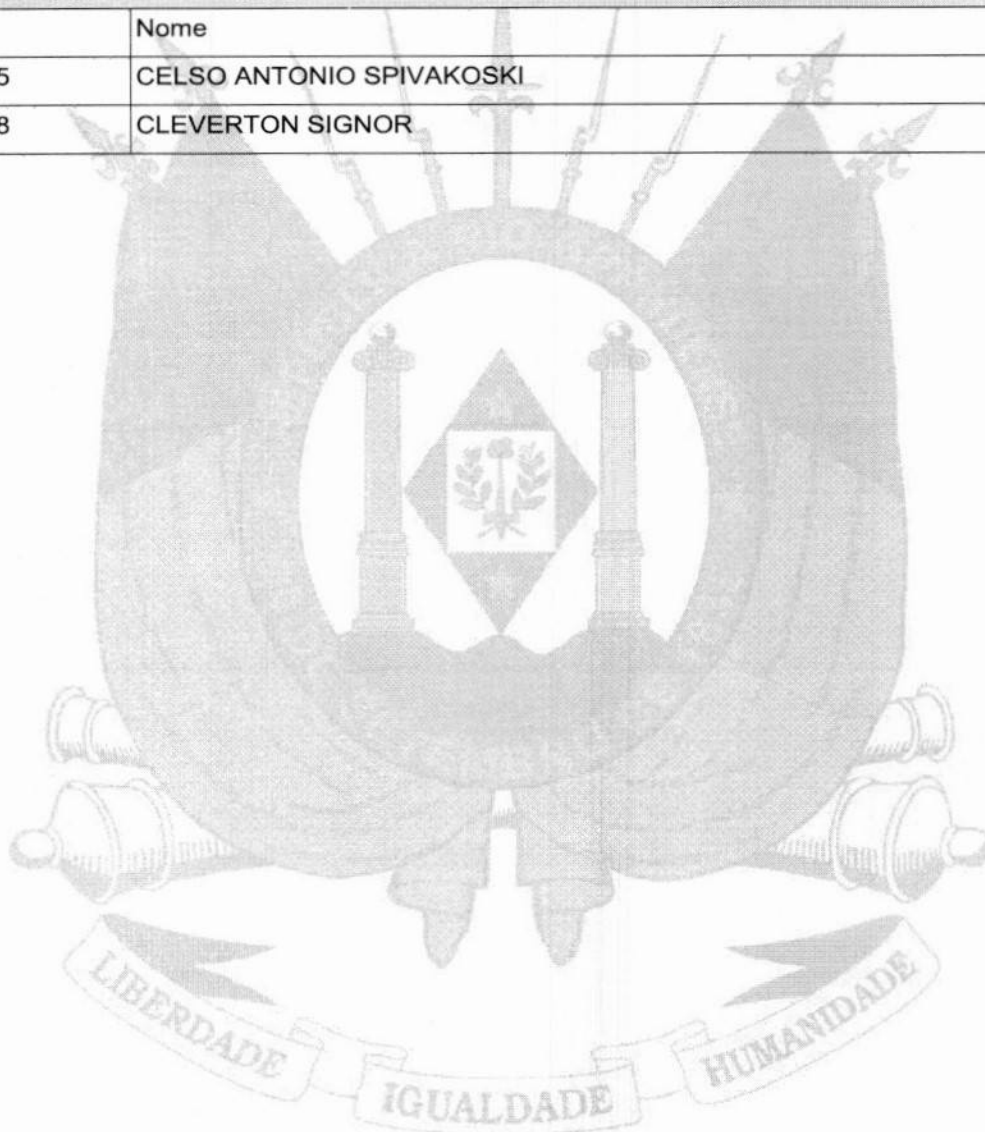 Nome
5 CELSO ANTONIO SPIVAKOSKI
8 CLEVERTON SIGNOR
LIBERDADE
IGUALDADE
HUMANIDADE